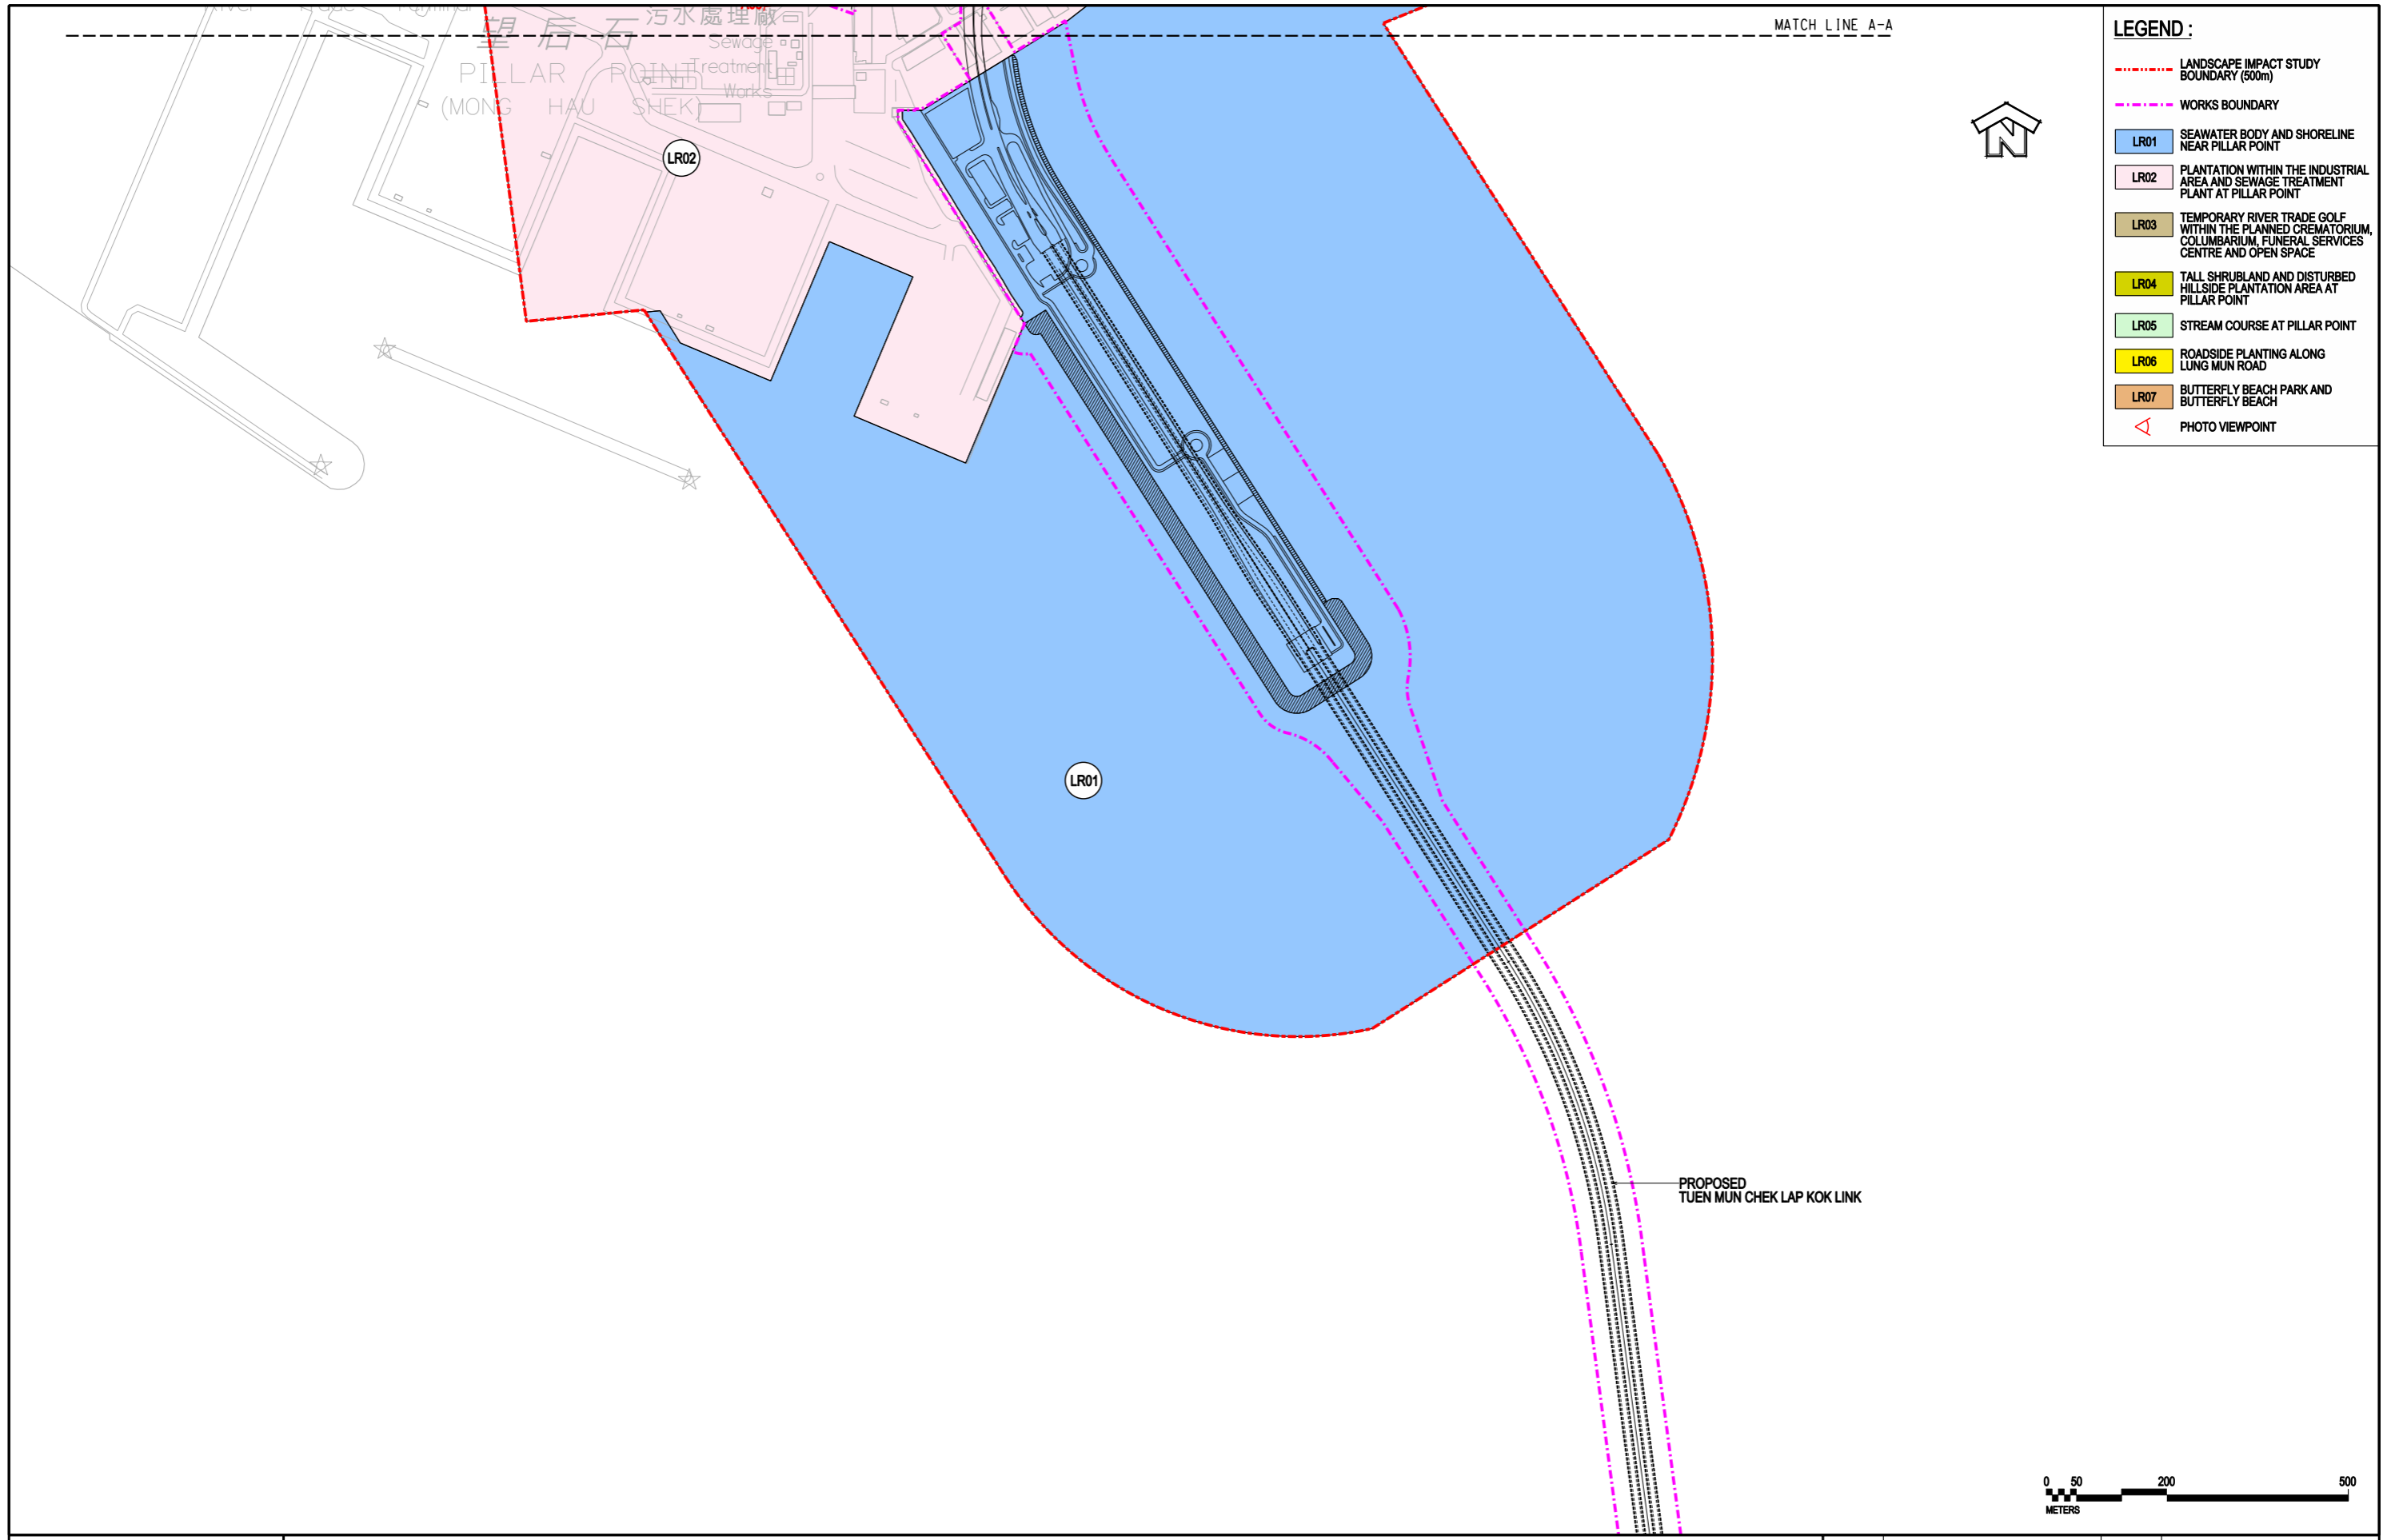 污水處理廠
MATCH LINE A-A
望后石
Sewage
PILLAR POINT
Treatment
Works
(MONG HAU SHEK)
LR02
LR01
PROPOSED
TUEN MUN CHEK LAP KOK LINK
LEGEND :
LANDSCAPE IMPACT STUDY
BOUNDARY (500m)
WORKS BOUNDARY
LR01
SEAWATER BODY AND SHORELINE
NEAR PILLAR POINT
LR02
PLANTATION WITHIN THE INDUSTRIAL
AREA AND SEWAGE TREATMENT
PLANT AT PILLAR POINT
LR03
TEMPORARY RIVER TRADE GOLF
WITHIN THE PLANNED CREMATORIUM,
COLUMBARIUM, FUNERAL SERVICES
CENTRE AND OPEN SPACE
LR04
TALL SHRUBLAND AND DISTURBED
HILLSIDE PLANTATION AREA AT
PILLAR POINT
LR05
STREAM COURSE AT PILLAR POINT
LR06
ROADSIDE PLANTING ALONG
LUNG MUN ROAD
LR07
BUTTERFLY BEACH PARK AND
BUTTERFLY BEACH
PHOTO VIEWPOINT
N
0 50 200 500
METERS